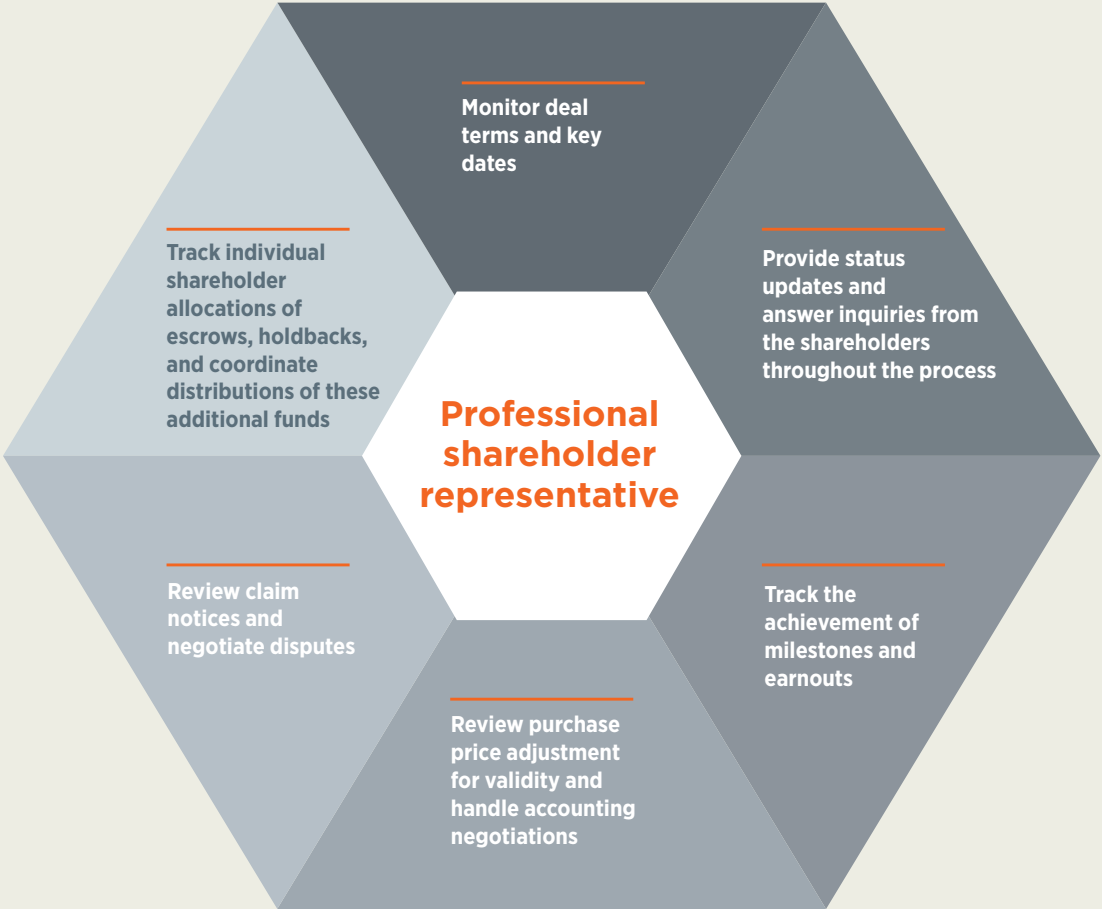 Monitor deal
terms and key
dates
Provide status
updates and
answer inquiries from
the shareholders
throughout the process
Track the
achievement of
milestones and
earnouts
Review purchase
price adjustment
for validity and
handle accounting
negotiations
Review claim
notices and
negotiate disputes
Track individual
shareholder
allocations of
escrows, holdbacks,
and coordinate
distributions of these
additional funds
Professional
shareholder
representative